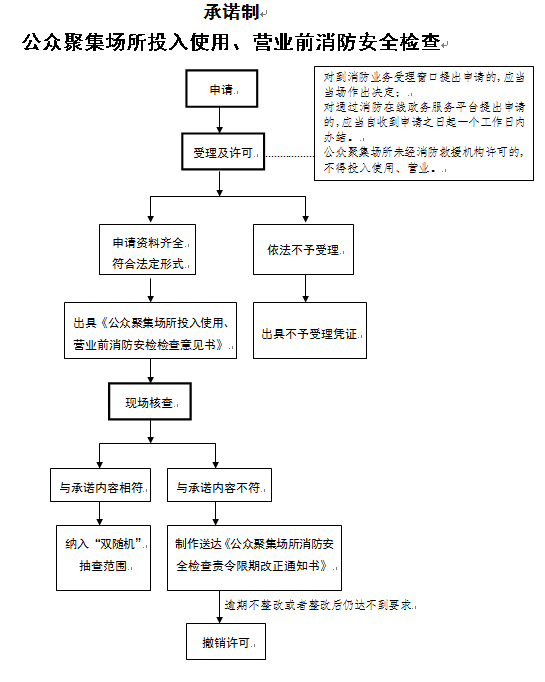 承诺制
公众聚集场所投入使用、营业前消防安全检查
申请
对到消防业务受理窗口提出申请的,应当
当场作出决定;
对通过消防在线政务服务平台提出申请
的,应当自收到申请之日起一个工作日内
办结。
公众聚集场所未经消防救援机构许可的,
不得投入使用、营业。
受理及许可
申请资料齐全
符合法定形式
依法不予受理
出具《公众聚集场所投入使用、
营业前消防安检检查意见书》
出具不予受理凭证
现场核查
与承诺内容相符
与承诺内容不符
纳入“双随机”
抽查范围
制作送达《公众聚集场所消防安
全检查责令限期改正通知书》
逾期不整改或者整改后仍达不到要求
撤销许可